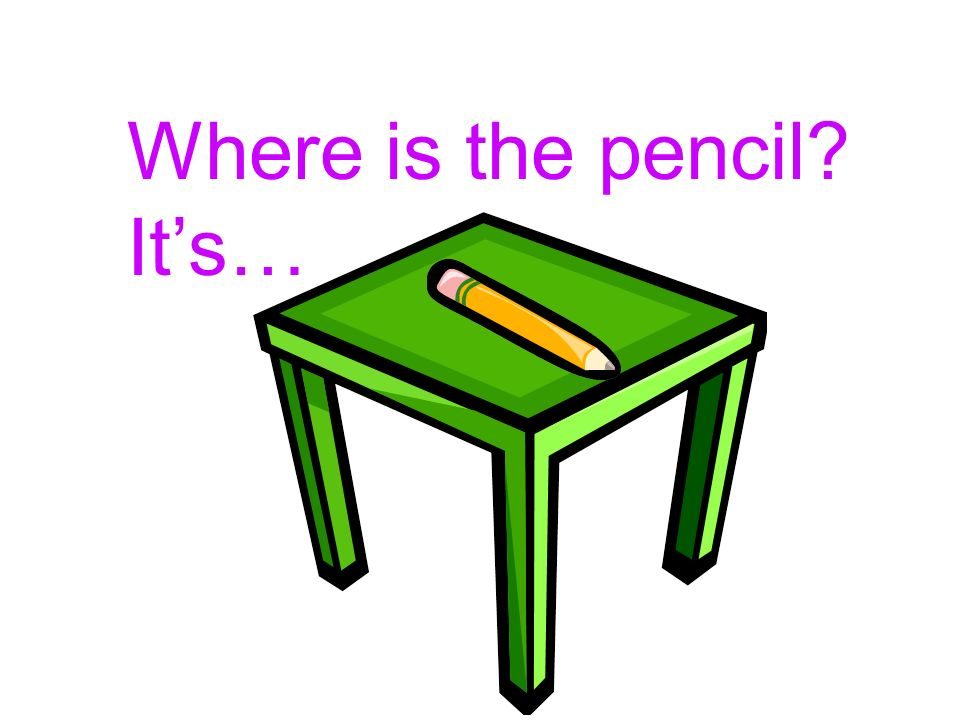 Where is the pencil?
It’s…